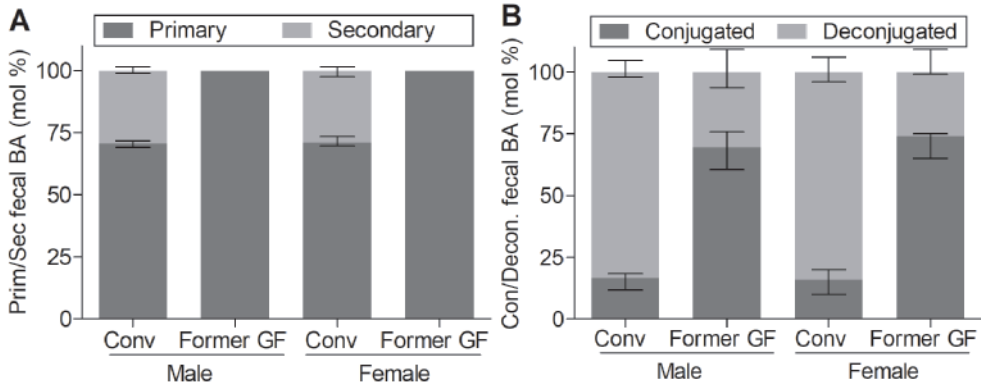 A
Primary Secondary
Prim/Sec fecal BA (mol %)
100
75
50
25
0
Conv Former GF Conv Former GF
Male Female
B
Conjugated Deconjugated
Con/Decon. fecal BA (mol %)
100
75
50
25
0
Conv Former GF Conv Former GF
Male Female